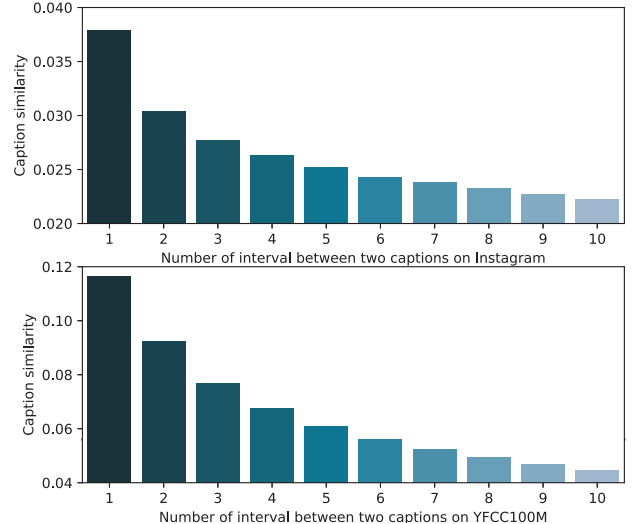 0.040
0.035
0.030
0.025
0.020
Caption similarity
1 2 3 4 5 6 7 8 9 10
Number of interval between two captions on Instagram
0.12
0.10
0.08
0.06
0.04
Caption similarity
1 2 3 4 5 6 7 8 9 10
Number of interval between two captions on YFCC100M